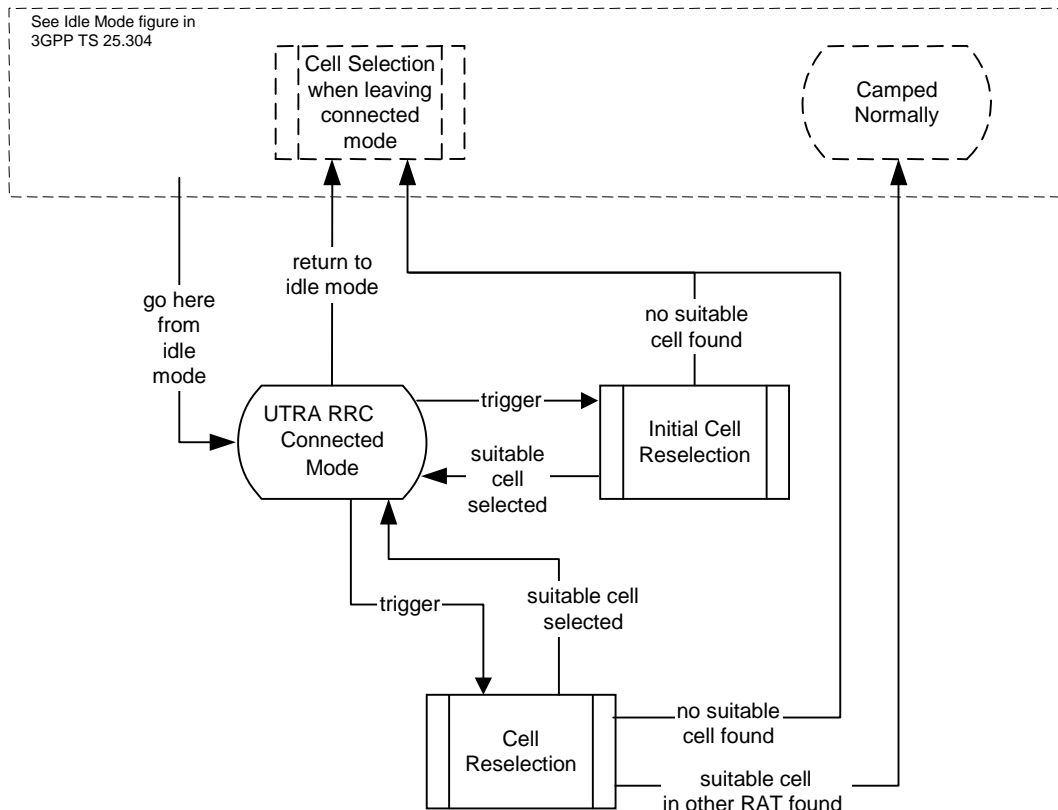 See Idle Mode figure in
3GPP TS 25.304
Cell Selection
when leaving
connected
mode
Camped
Normally
return to
idle mode
go here
from
idle
mode
no suitable
cell found
UTRA RRC
Connected
Mode
trigger
Initial Cell
Reselection
suitable
cell
selected
trigger
suitable cell
selected
Cell
Reselection
no suitable
cell found
suitable cell
in other RAT found